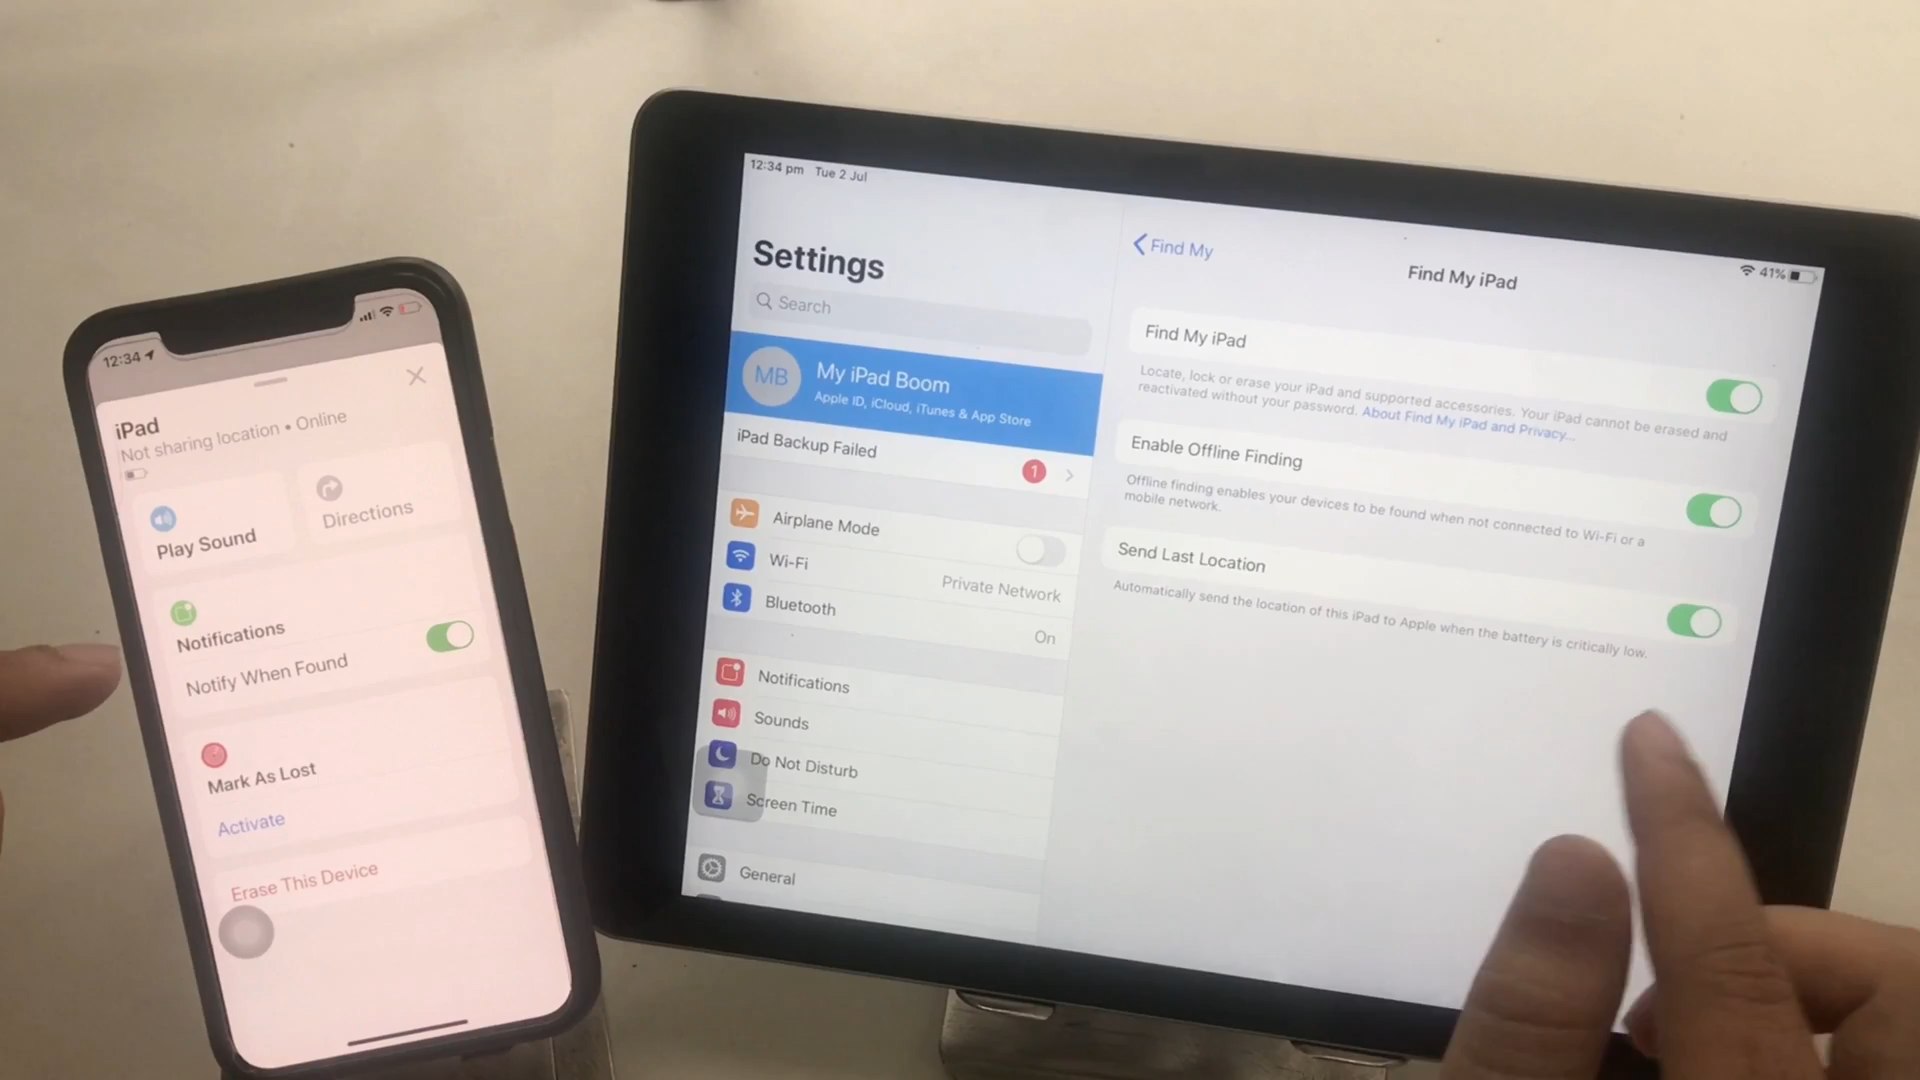 12:34
iPad
Not sharing location • Online
Play Sound
Directions
Notifications
Notify When Found
Mark As Lost
Activate
Erase This Device
12:34 pm Tue 2 Jul
41%
Settings
Search
MB
My iPad Boom
Apple ID, iCloud, iTunes & App Store
iPad Backup Failed
1
Airplane Mode
Wi-Fi
Private Network
Bluetooth
On
Notifications
Sounds
Do Not Disturb
Screen Time
General
Find My
Find My iPad
Find My iPad
Locate, lock or erase your iPad and supported accessories. Your iPad cannot be erased and
reactivated without your password. About Find My iPad and Privacy...
Enable Offline Finding
Offline finding enables your devices to be found when not connected to Wi-Fi or a
mobile network.
Send Last Location
Automatically send the location of this iPad to Apple when the battery is critically low.